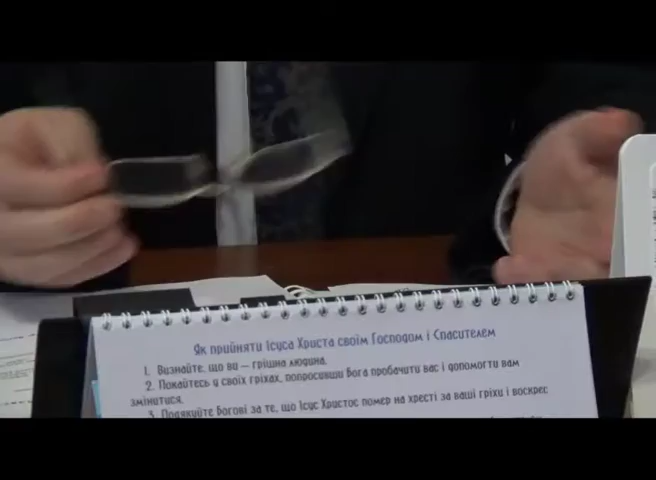 Як прийняти Ісуса Христа своїм Господом і Спасителем
1. Визнайте, що ви – грішна людина.
2. Покайтесь у своїх гріхах, попросивши Бога пробачити вас і допомогти вам
змінитися.
3. Подякуйте Богові за те, що Ісус Христос помер на хресті за ваші гріхи і воскрес